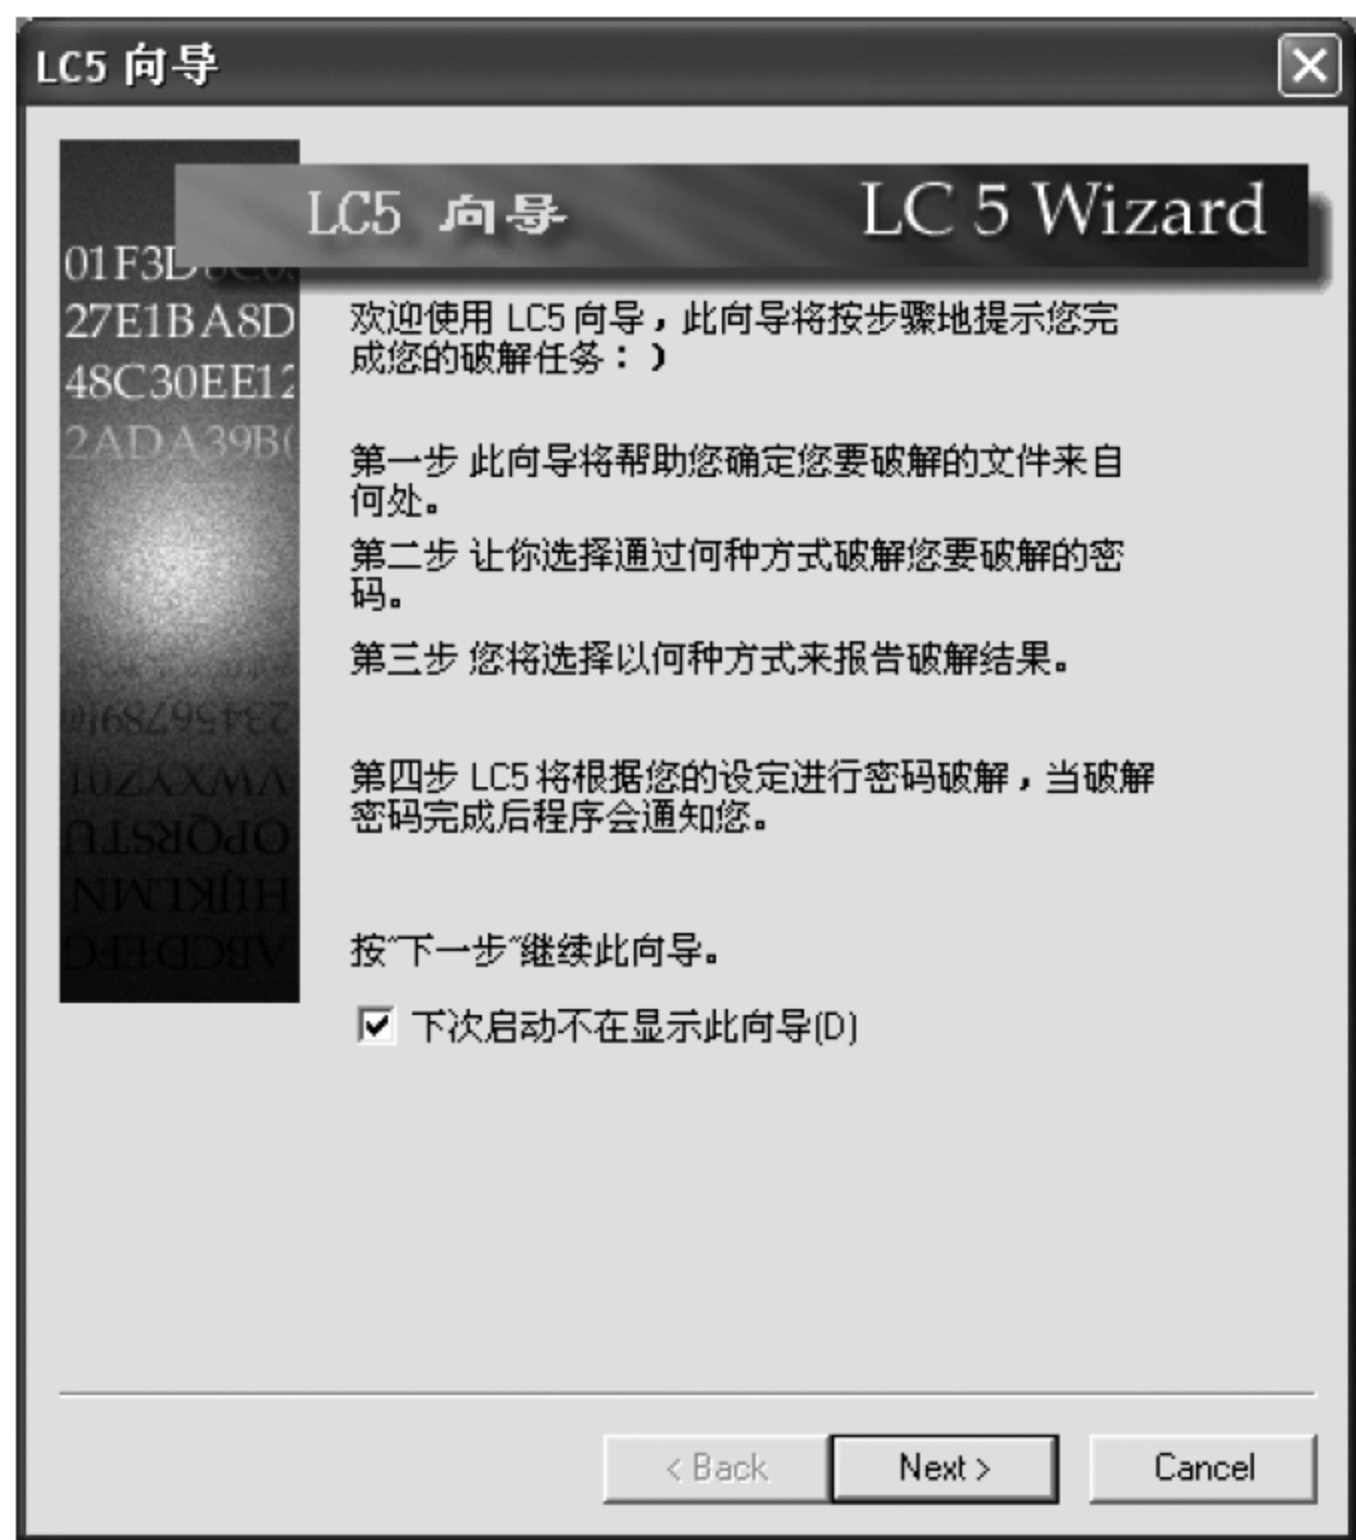 LC5 向导
LC5 向导 LC 5 Wizard
01F3D
27E1BA8D
48C30EE12
2ADA39B(
欢迎使用 LC5 向导，此向导将按步骤地提示您完
成您的破解任务：)
第一步 此向导将帮助您确定您要破解的文件来自
何处。
第二步 让你选择通过何种方式破解您要破解的密
码。
第三步 您将选择以何种方式来报告破解结果。
第四步 LC5 将根据您的设定进行密码破解，当破解
密码完成后程序会通知您。
按"下一步"继续此向导。
下次启动不在显示此向导(D)
23456789!@
VWXYZ01
OPQRSTU
HIJKLMN
ABCDEFG
< Back Next > Cancel